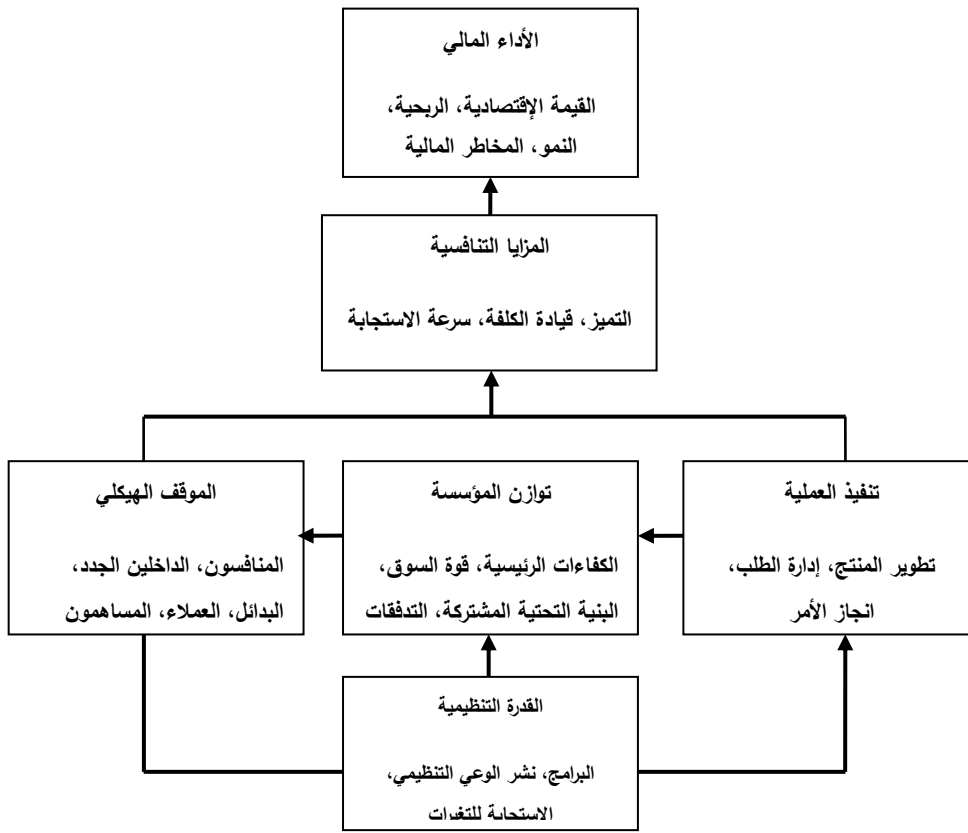 الأداء المالي
القيمة الإقتصادية، الربحية،
النمو، المخاطر المالية
المزايا التنافسية
التميز، قيادة الكلفة، سرعة الاستجابة
تنفيذ العملية
تطوير المنتج، إدارة الطلب،
انجاز الأمر
توازن المؤسسة
الكفاءات الرئيسية، قوة السوق،
البنية التحتية المشتركة، التدفقات
الموقف الهيكلي
المنافسون، الداخلين الجدد،
البدائل، العملاء، المساهمون
القدرة التنظيمية
البرامج، نشر الوعي التنظيمي،
الاستجابة للتغيرات